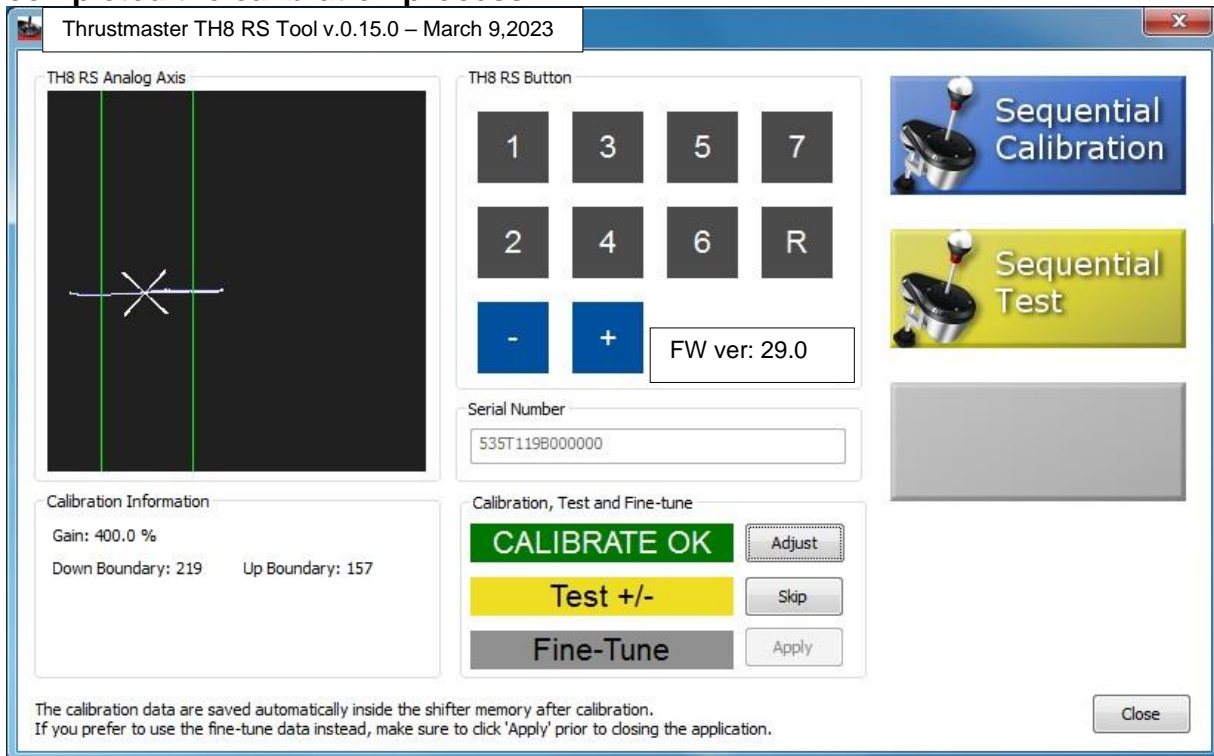 Thrustmaster TH8 RS Tool v.0.15.0 – March 9,2023
X
TH8 RS Analog Axis
TH8 RS Button
1 3 5 7
2 4 6 R
- +
FW ver: 29.0
Sequential
Calibration
Sequential
Test
Serial Number
535T119B000000
Calibration Information
Gain: 400.0 %
Down Boundary: 219 Up Boundary: 157
Calibration, Test and Fine-tune
CALIBRATE OK Adjust
Test +/- Skip
Fine-Tune Apply
The calibration data are saved automatically inside the shifter memory after calibration.
If you prefer to use the fine-tune data instead, make sure to click 'Apply' prior to closing the application.
Close